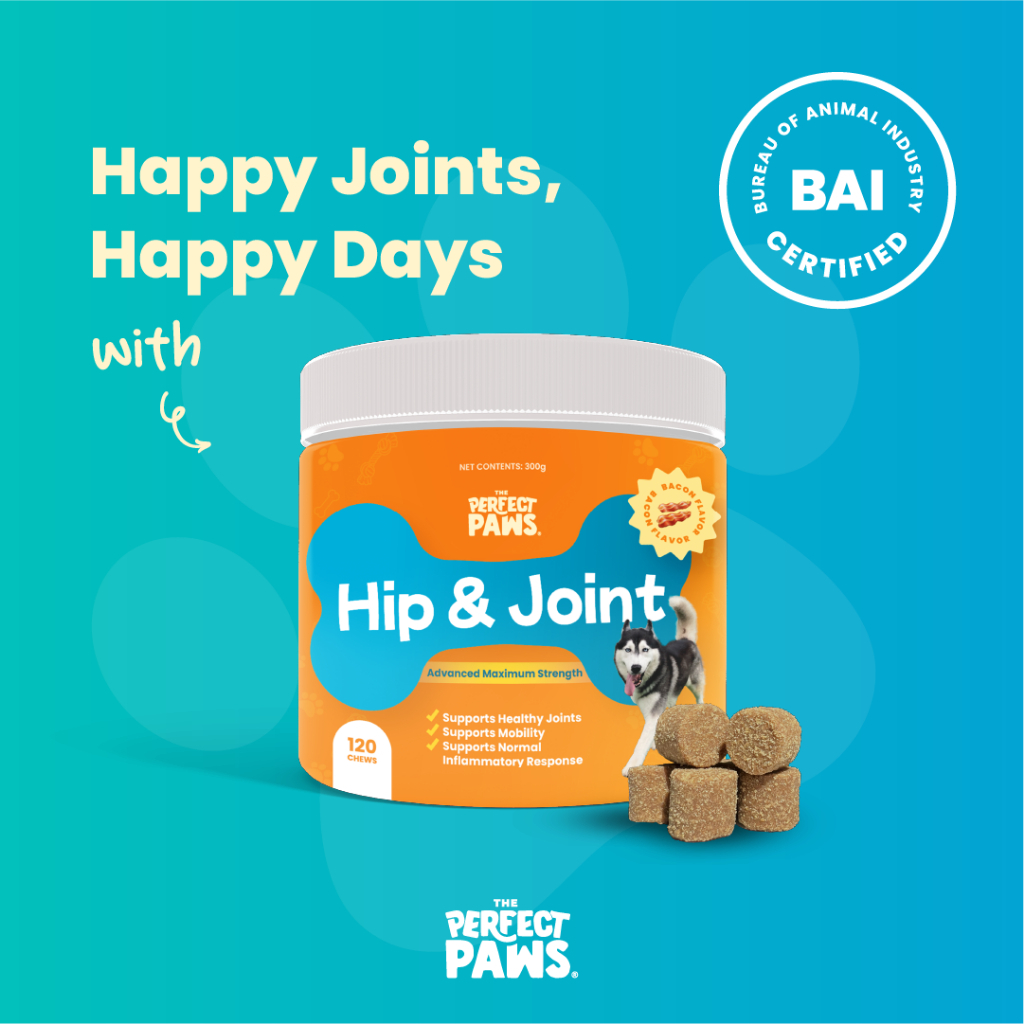 Happy Joints,
Happy Days
with
BUREAU OF ANIMAL INDUSTRY
BAI
CERTIFIED
NET CONTENTS: 300g
THE
PERFECT
PAWS®
BACON FLAVOR
BACON FLAVOR
Hip & Joint
Advanced Maximum Strength
Supports Healthy Joints
Supports Mobility
Supports Normal
Inflammatory Response
120
CHEWS
THE
PERFECT
PAWS®